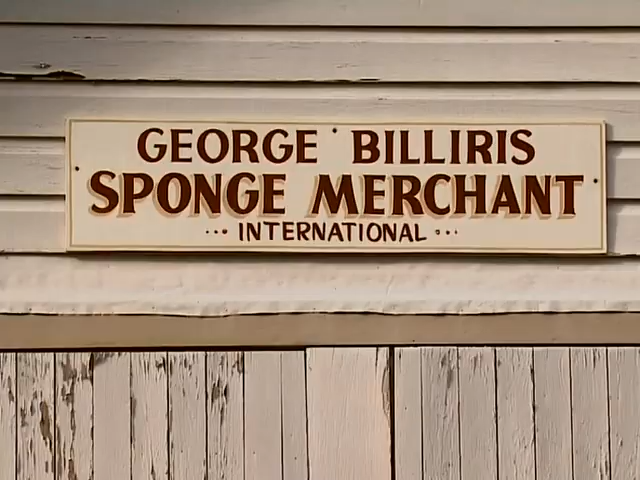 GEORGE BILLIRIS
SPONGE MERCHANT
••• INTERNATIONAL •••